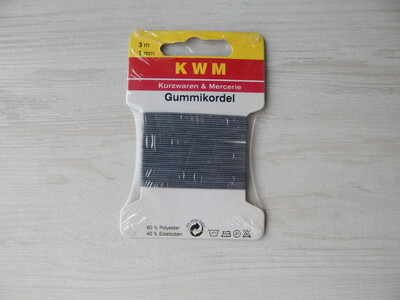 3 m
1 mm
KWM
Kurzwaren & Mercerie
Gummikordel
60 % Polyester
40 % Elastodien